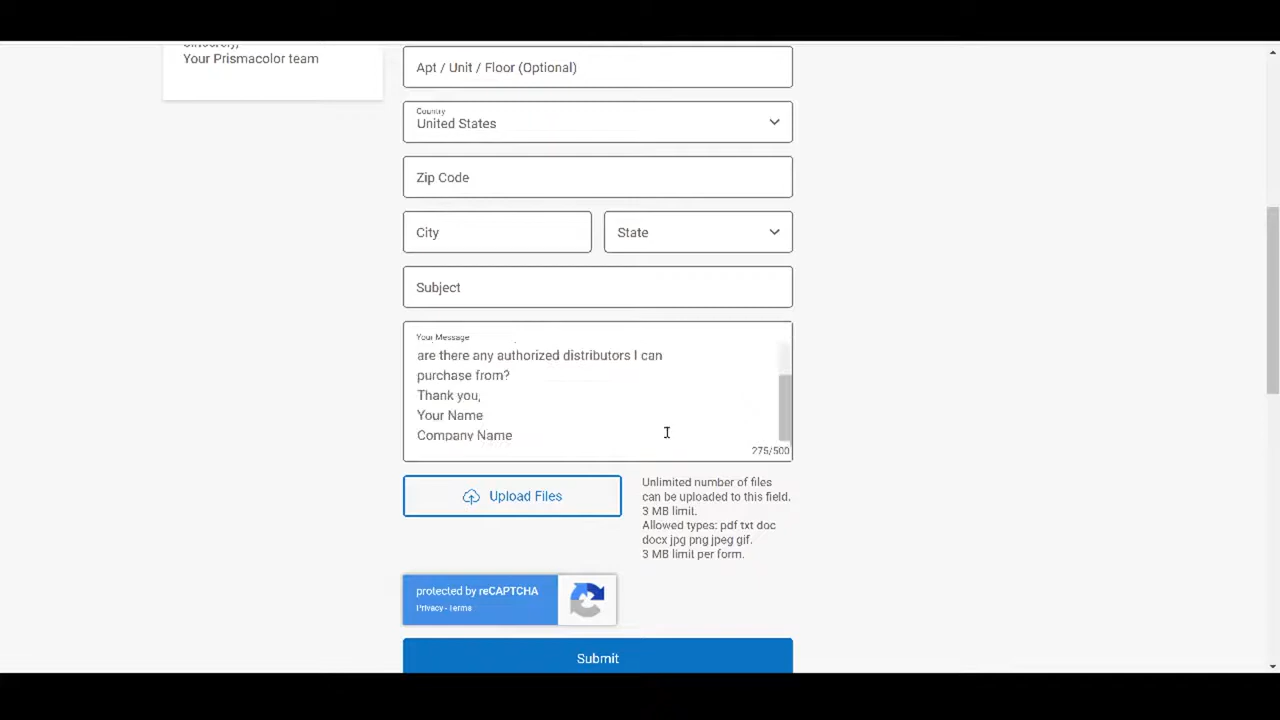 Sincerely,
Your Prismacolor team
Apt / Unit / Floor (Optional)
Country
United States
Zip Code
City
State
Subject
Your Message
are there any authorized distributors I can
purchase from?
Thank you,
Your Name
Company Name
275/500
Upload Files
Unlimited number of files
can be uploaded to this field.
3 MB limit.
Allowed types: pdf txt doc
docx jpg png jpeg gif.
3 MB limit per form.
protected by reCAPTCHA
Privacy - Terms
Submit